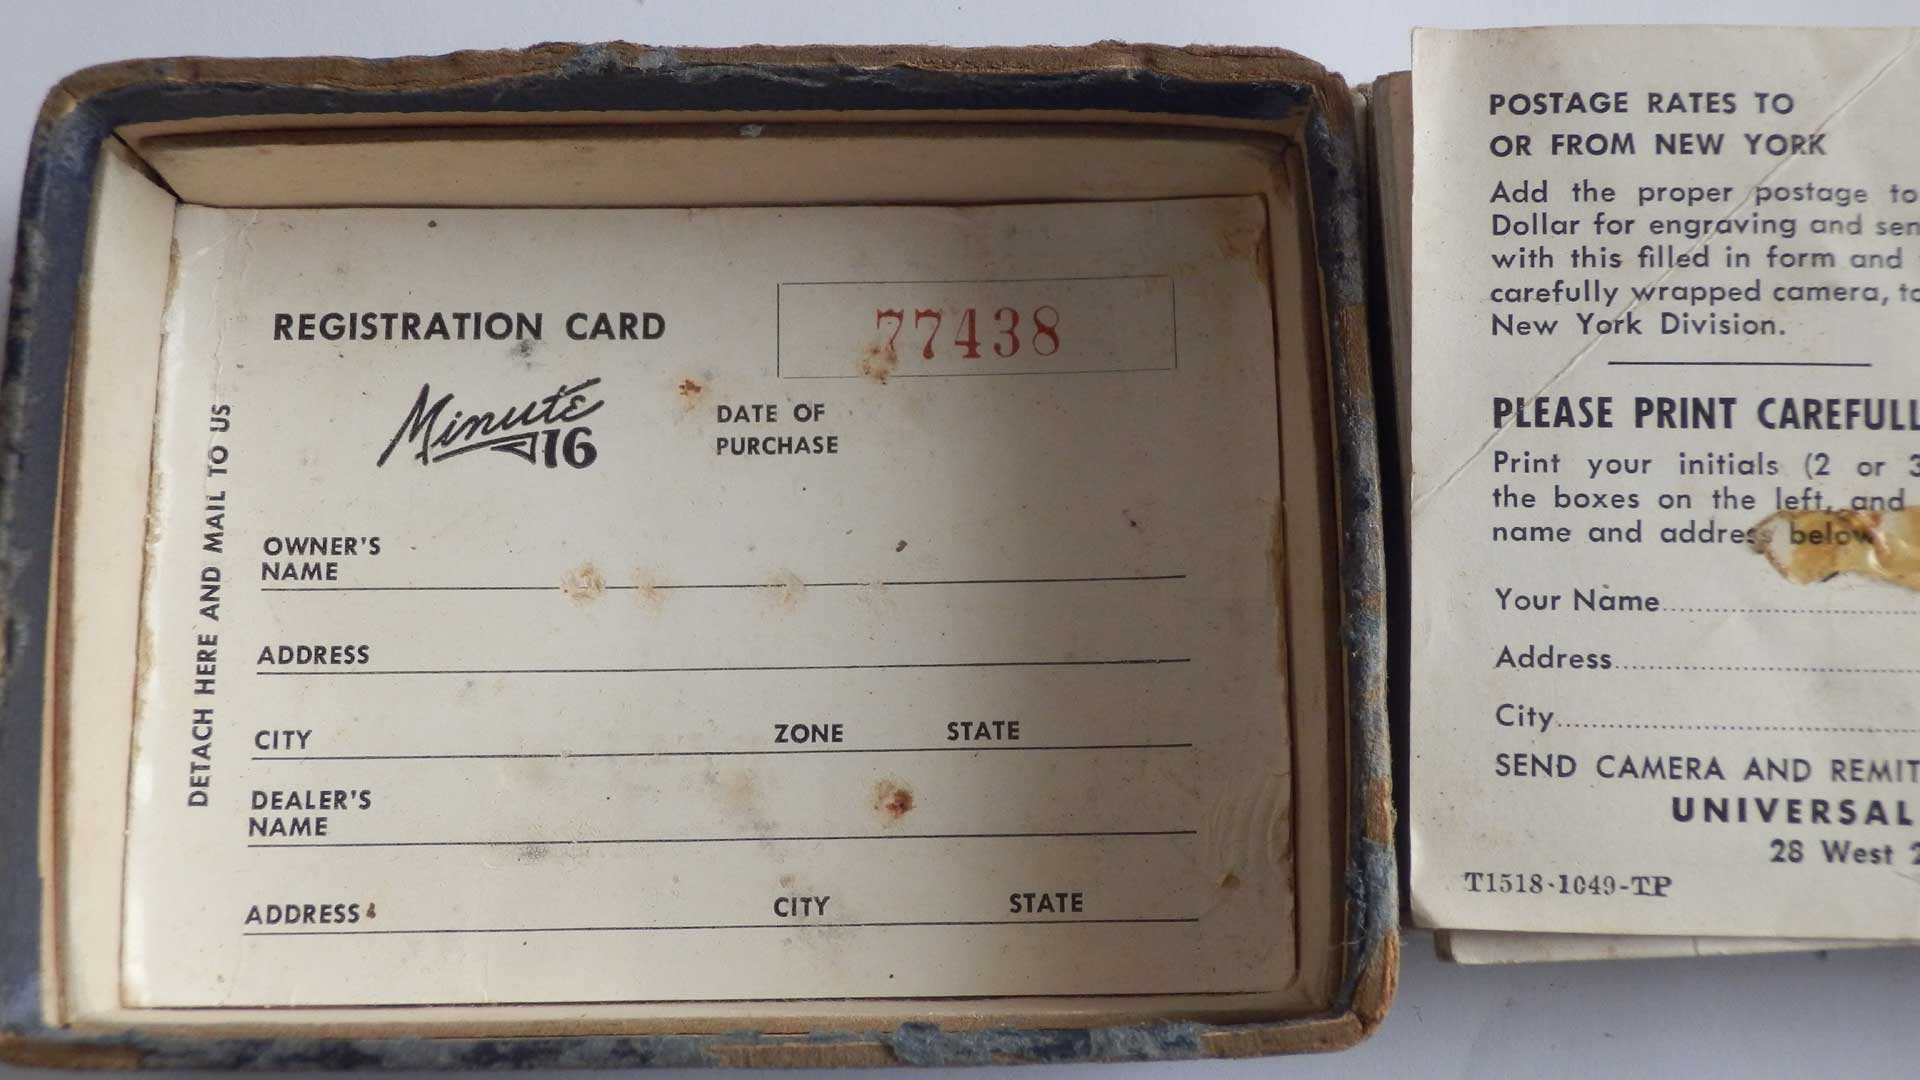 REGISTRATION CARD
77438
Minute 16
DATE OF
PURCHASE
DETACH HERE AND MAIL TO US
OWNER'S
NAME
ADDRESS
CITY ZONE STATE
DEALER'S
NAME
ADDRESS CITY STATE
POSTAGE RATES TO
OR FROM NEW YORK
Add the proper postage to
Dollar for engraving and
with this filled in form and
carefully wrapped camera,
New York Division.
PLEASE PRINT
Print your initials (2 or 3
the boxes on the left, and
name and address below
Your Name
Address
City
SEND CAMERA AND
UNIVERSAL
28 West
T1518-1049-TP